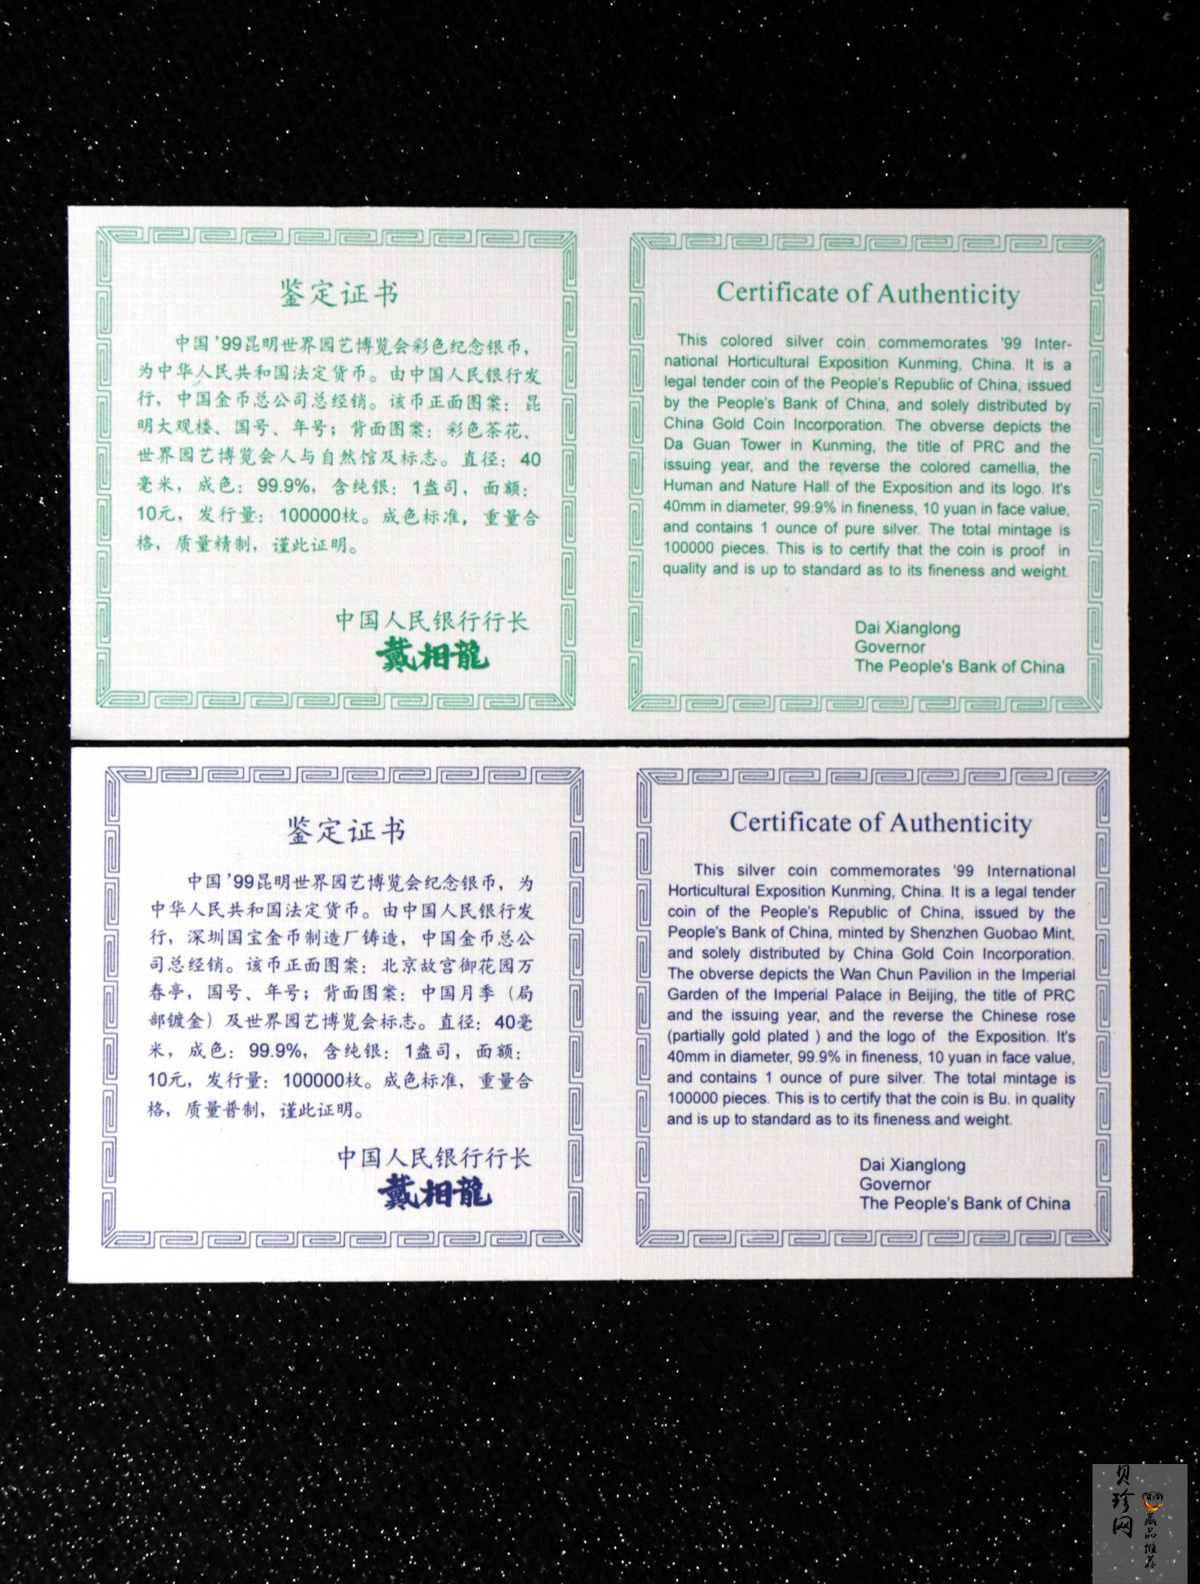 鉴定证书
中国’99昆明世界园艺博览会彩色纪念银币，
为中华人民共和国法定货币。由中国人民银行发
行，中国金币总公司总经销。该币正面图案：昆
明大观楼、国号、年号；背面图案：彩色茶花、
世界园艺博览会人与自然馆及标志。直径：40
毫米，成色：99.9%，含纯银：1盎司，面额：
10元，发行量：100000枚。成色标准，重量合
格，质量精制，谨此证明。
中国人民银行行长
戴相龍
Certificate of Authenticity
This colored silver coin commemorates '99 Inter-
national Horticultural Exposition Kunming, China. It is a
legal tender coin of the People's Republic of China, issued
by the People's Bank of China, and solely distributed by
China Gold Coin Incorporation. The obverse depicts the
Da Guan Tower in Kunming, the title of PRC and the
issuing year, and the reverse the colored camellia, the
Human and Nature Hall of the Exposition and its logo. It's
40mm in diameter, 99.9% in fineness, 10 yuan in face value,
and contains 1 ounce of pure silver. The total mintage is
100000 pieces. This is to certify that the coin is proof in
quality and is up to standard as to its fineness and weight.
Dai Xianglong
Governor
The People's Bank of China
鉴定证书
中国’99昆明世界园艺博览会纪念银币，为
中华人民共和国法定货币。由中国人民银行发
行，深圳国宝金币制造厂铸造，中国金币总公
司总经销。该币正面图案：北京故宫御花园万
春亭，国号、年号；背面图案：中国月季（局
部镀金）及世界园艺博览会标志。直径：40毫
米，成色：99.9%，含纯银：1盎司，面额：
10元，发行量：100000枚。成色标准，重量合
格，质量普制，谨此证明。
中国人民银行行长
戴相龍
Certificate of Authenticity
This silver coin commemorates '99 International
Horticultural Exposition Kunming, China. It is a legal tender
coin of the People's Republic of China, issued by the
People's Bank of China, minted by Shenzhen Guobao Mint,
and solely distributed by China Gold Coin Incorporation.
The obverse depicts the Wan Chun Pavilion in the Imperial
Garden of the Imperial Palace in Beijing, the title of PRC
and the issuing year, and the reverse the Chinese rose
(partially gold plated ) and the logo of the Exposition. It's
40mm in diameter, 99.9% in fineness, 10 yuan in face value,
and contains 1 ounce of pure silver. The total mintage is
100000 pieces. This is to certify that the coin is Bu. in quality
and is up to standard as to its fineness and weight.
Dai Xianglong
Governor
The People's Bank of China
贝珍网
藏品推荐